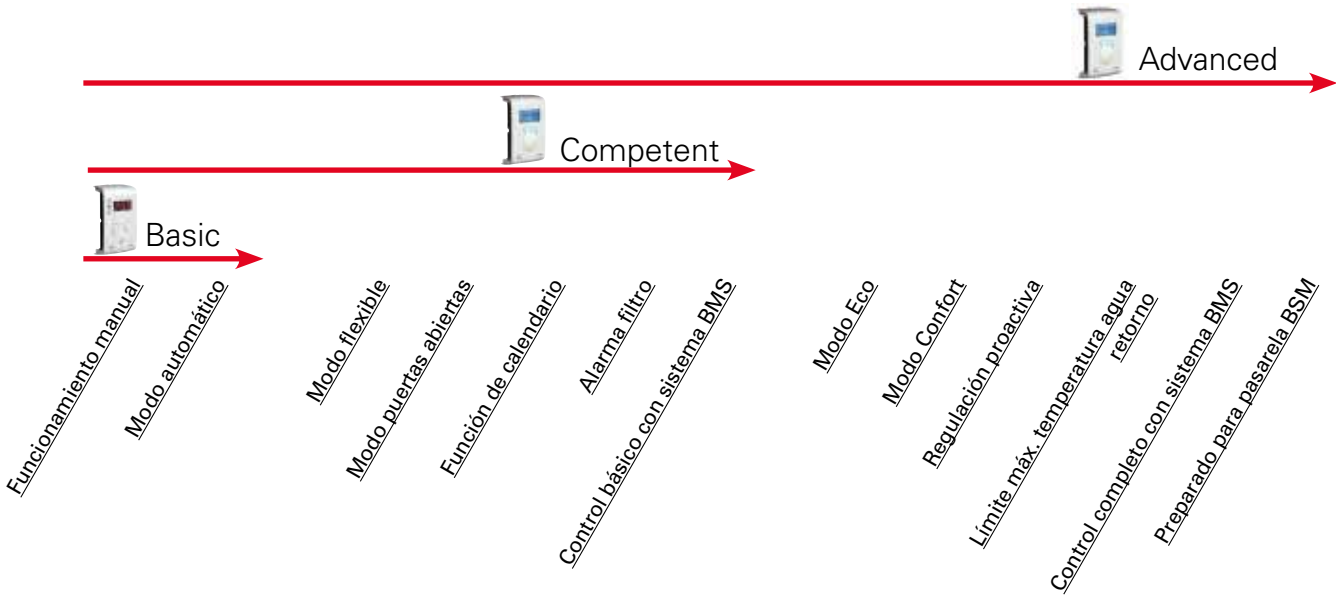 Advanced
Competent
Basic
Funcionamiento manual
Modo automático
Modo flexible
Modo puertas abiertas
Función de calendario
Alarma filtro
Control básico con sistema BMS
Modo Eco
Modo Confort
Regulación proactiva
Límite máx. temperatura agua
retorno
Control completo con sistema BMS
Preparado para pasarela BSM